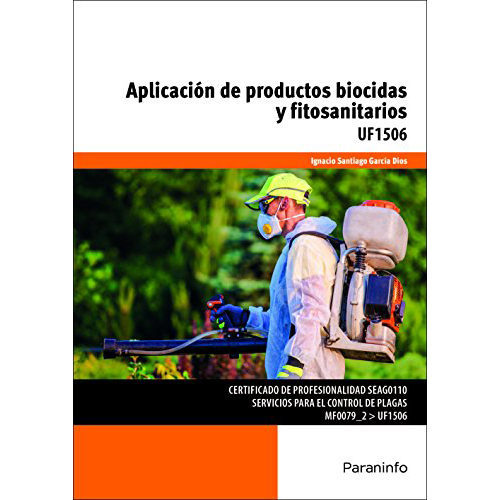 Aplicación de productos biocidas
y fitosanitarios
UF1506
Ignacio Santiago García Dios
CERTIFICADO DE PROFESIONALIDAD SEAG0110
SERVICIOS PARA EL CONTROL DE PLAGAS
MF0079_2 > UF1506
Paraninfo